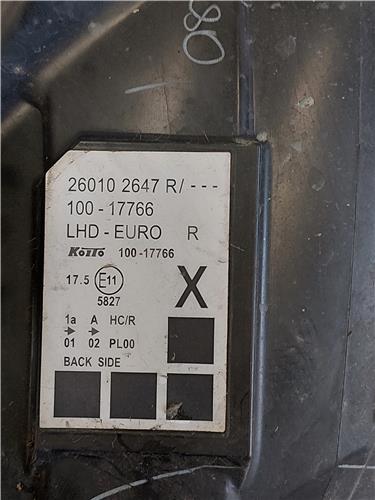 80
26010 2647 R/ ---
100-17766
LHD-EURO R
KOITO 100-17766
17.5 E11 X
5827
1a A HC/R
01 02 PL00
BACK SIDE